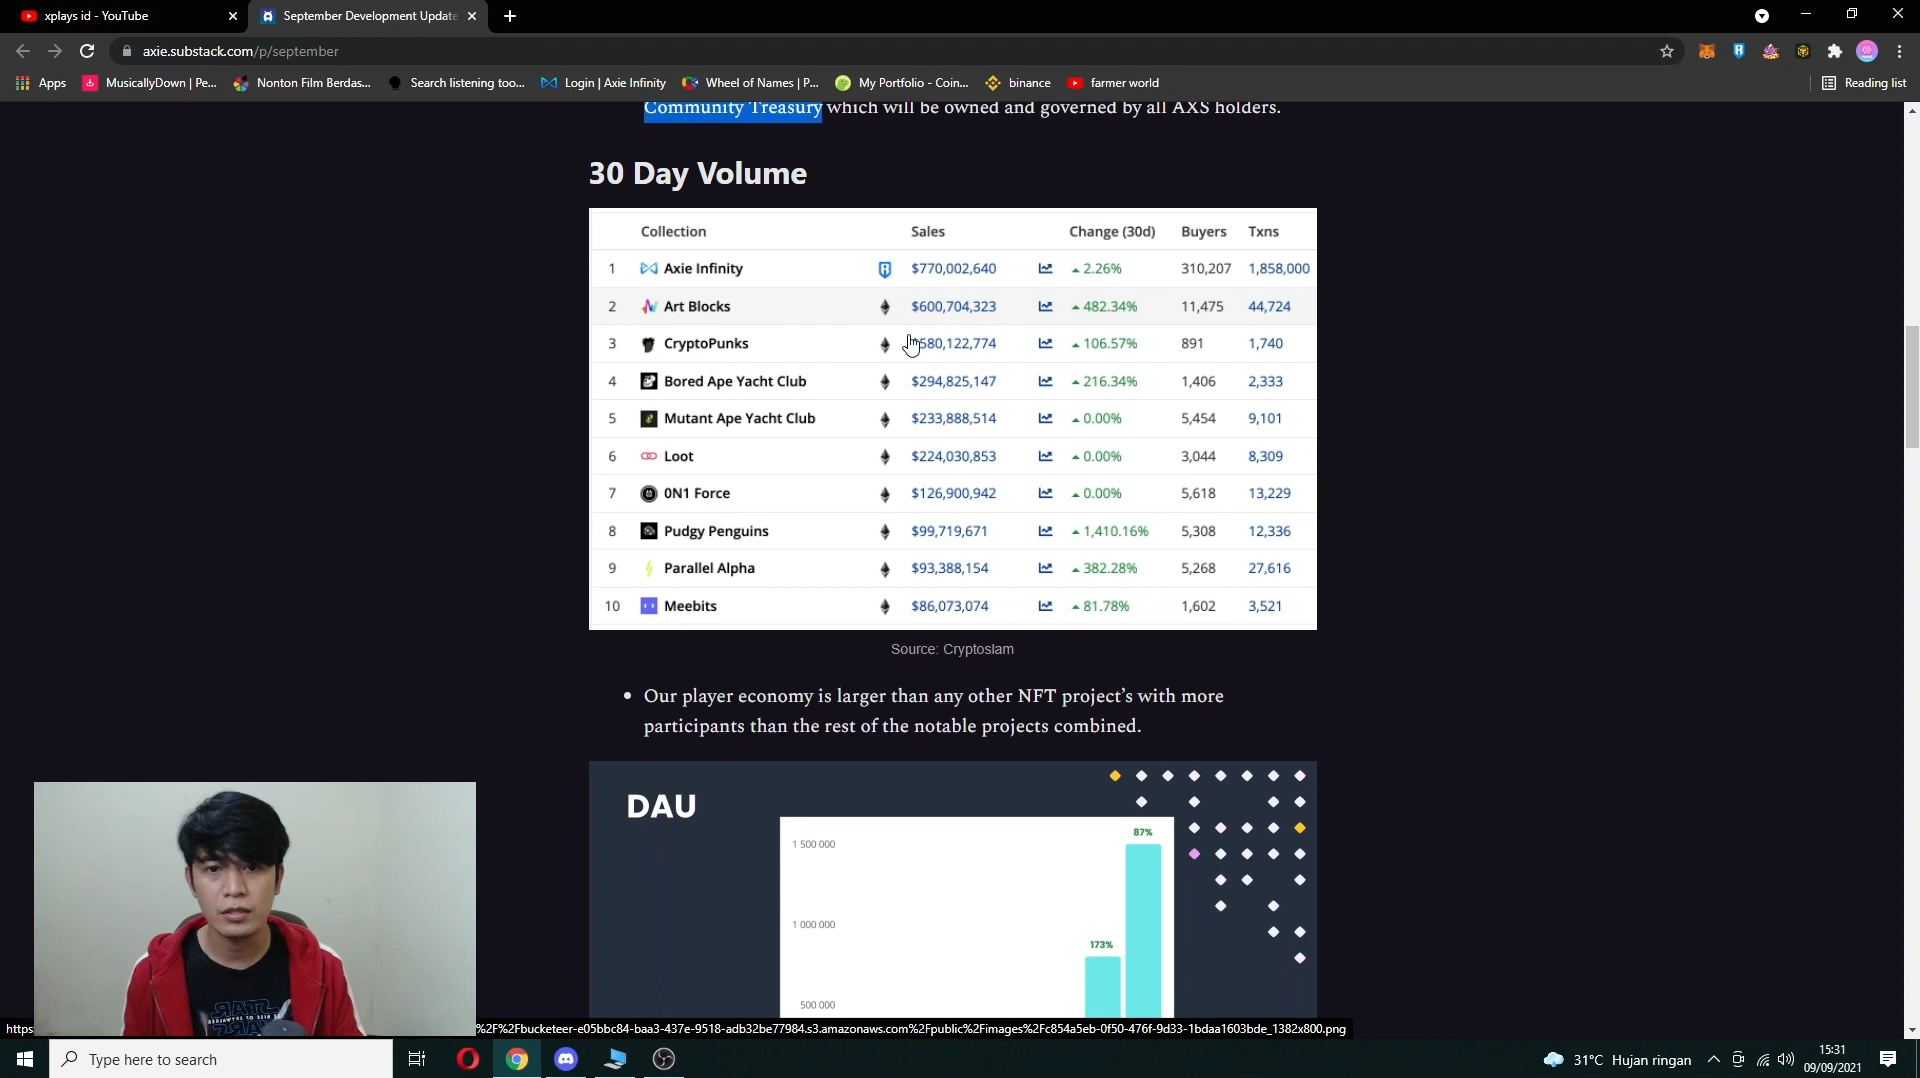 xplays id - YouTube
September Development Update
axie.substack.com/p/september
Apps
MusicallyDown | Pe...
Nonton Film Berdas...
Search listening too...
Login | Axie Infinity
Wheel of Names | P...
My Portfolio - Coin...
binance
farmer world
Reading list
Community Treasury which will be owned and governed by all AXS holders.
30 Day Volume
Collection Sales Change (30d) Buyers Txns
1 Axie Infinity $770,002,640 2.26% 310,207 1,858,000
2 Art Blocks $600,704,323 482.34% 11,475 44,724
3 CryptoPunks $580,122,774 106.57% 891 1,740
4 Bored Ape Yacht Club $294,825,147 216.34% 1,406 2,333
5 Mutant Ape Yacht Club $233,888,514 0.00% 5,454 9,101
6 Loot $224,030,853 0.00% 3,044 8,309
7 0N1 Force $126,900,942 0.00% 5,618 13,229
8 Pudgy Penguins $99,719,671 1,410.16% 5,308 12,336
9 Parallel Alpha $93,388,154 382.28% 5,268 27,616
10 Meebits $86,073,074 81.78% 1,602 3,521
Source: Cryptoslam
• Our player economy is larger than any other NFT project's with more
participants than the rest of the notable projects combined.
DAU
87%
1 500 000
1 000 000
173%
500 000
https %2F%2Fbucketeer-e05bbc84-baa3-437e-9518-adb32be77984.s3.amazonaws.com%2Fpublic%2Fimages%2Fc854a5eb-0f50-476f-9d33-1bdaa1603bde_1382x800.png
Type here to search
31°C Hujan ringan
15:31
09/09/2021